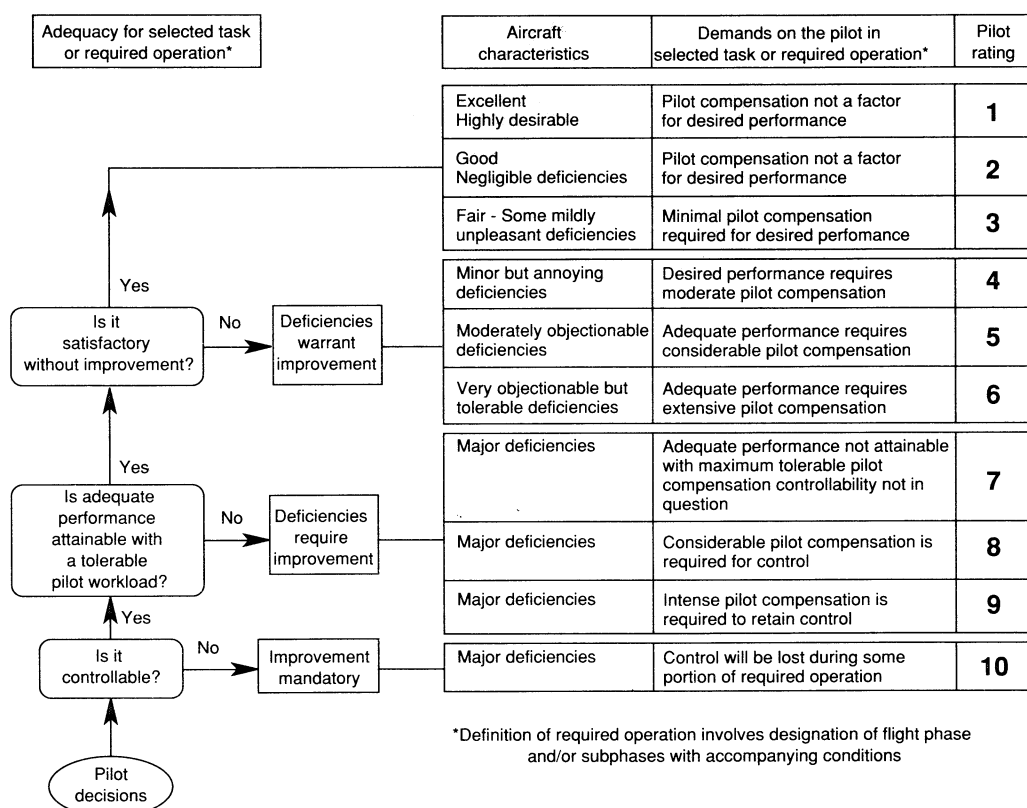 Adequacy for selected task
or required operation*
Aircraft
characteristics
Demands on the pilot in
selected task or required operation*
Pilot
rating
Excellent
Highly desirable
Pilot compensation not a factor
for desired performance
1
Good
Negligible deficiencies
Pilot compensation not a factor
for desired performance
2
Fair - Some mildly
unpleasant deficiencies
Minimal pilot compensation
required for desired perfomance
3
Yes
Is it
satisfactory
without improvement?
No
Deficiencies
warrant
improvement
Minor but annoying
deficiencies
Desired performance requires
moderate pilot compensation
4
Moderately objectionable
deficiencies
Adequate performance requires
considerable pilot compensation
5
Very objectionable but
tolerable deficiencies
Adequate performance requires
extensive pilot compensation
6
Yes
Is adequate
performance
attainable with
a tolerable
pilot workload?
No
Deficiencies
require
improvement
Major deficiencies
Adequate performance not attainable
with maximum tolerable pilot
compensation controllability not in
question
7
Major deficiencies
Considerable pilot compensation is
required for control
8
Major deficiencies
Intense pilot compensation is
required to retain control
9
Yes
Is it
controllable?
No
Improvement
mandatory
Major deficiencies
Control will be lost during some
portion of required operation
10
Pilot
decisions
*Definition of required operation involves designation of flight phase
and/or subphases with accompanying conditions